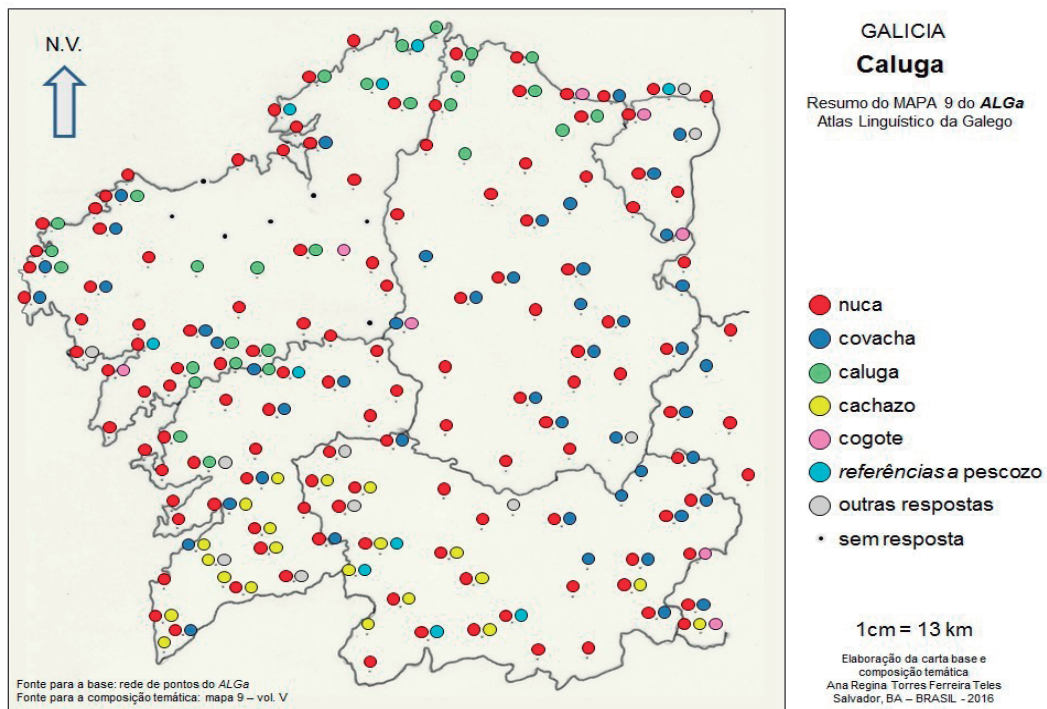 N.V.
Fonte para a base: rede de pontos do ALGa
Fonte para a composição temática: mapa 9 – vol. V
GALICIA
Caluga
Resumo do MAPA 9 do ALGa
Atlas Linguístico da Galego
nuca
covacha
caluga
cachazo
cogote
referências a pescozo
outras respostas
sem resposta
1cm = 13 km
Elaboração da carta base e
composição temática
Ana Regina Torres Ferreira Teles
Salvador, BA – BRASIL - 2016